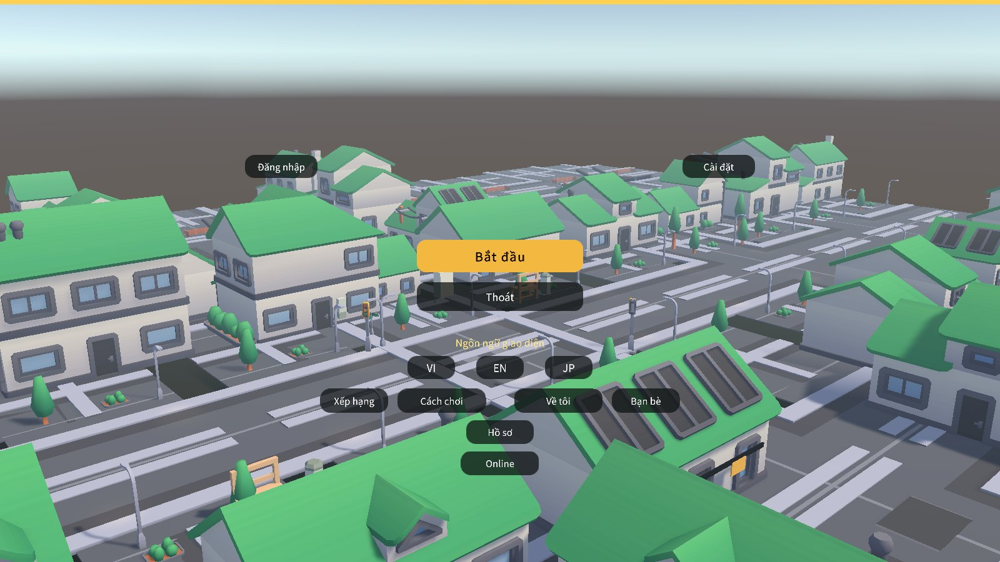 Đăng nhập
Cài đặt
Bắt đầu
Thoát
Ngôn ngữ giao diện
VI
EN
JP
Xếp hạng
Cách chơi
Về tôi
Bạn bè
Hồ sơ
Online